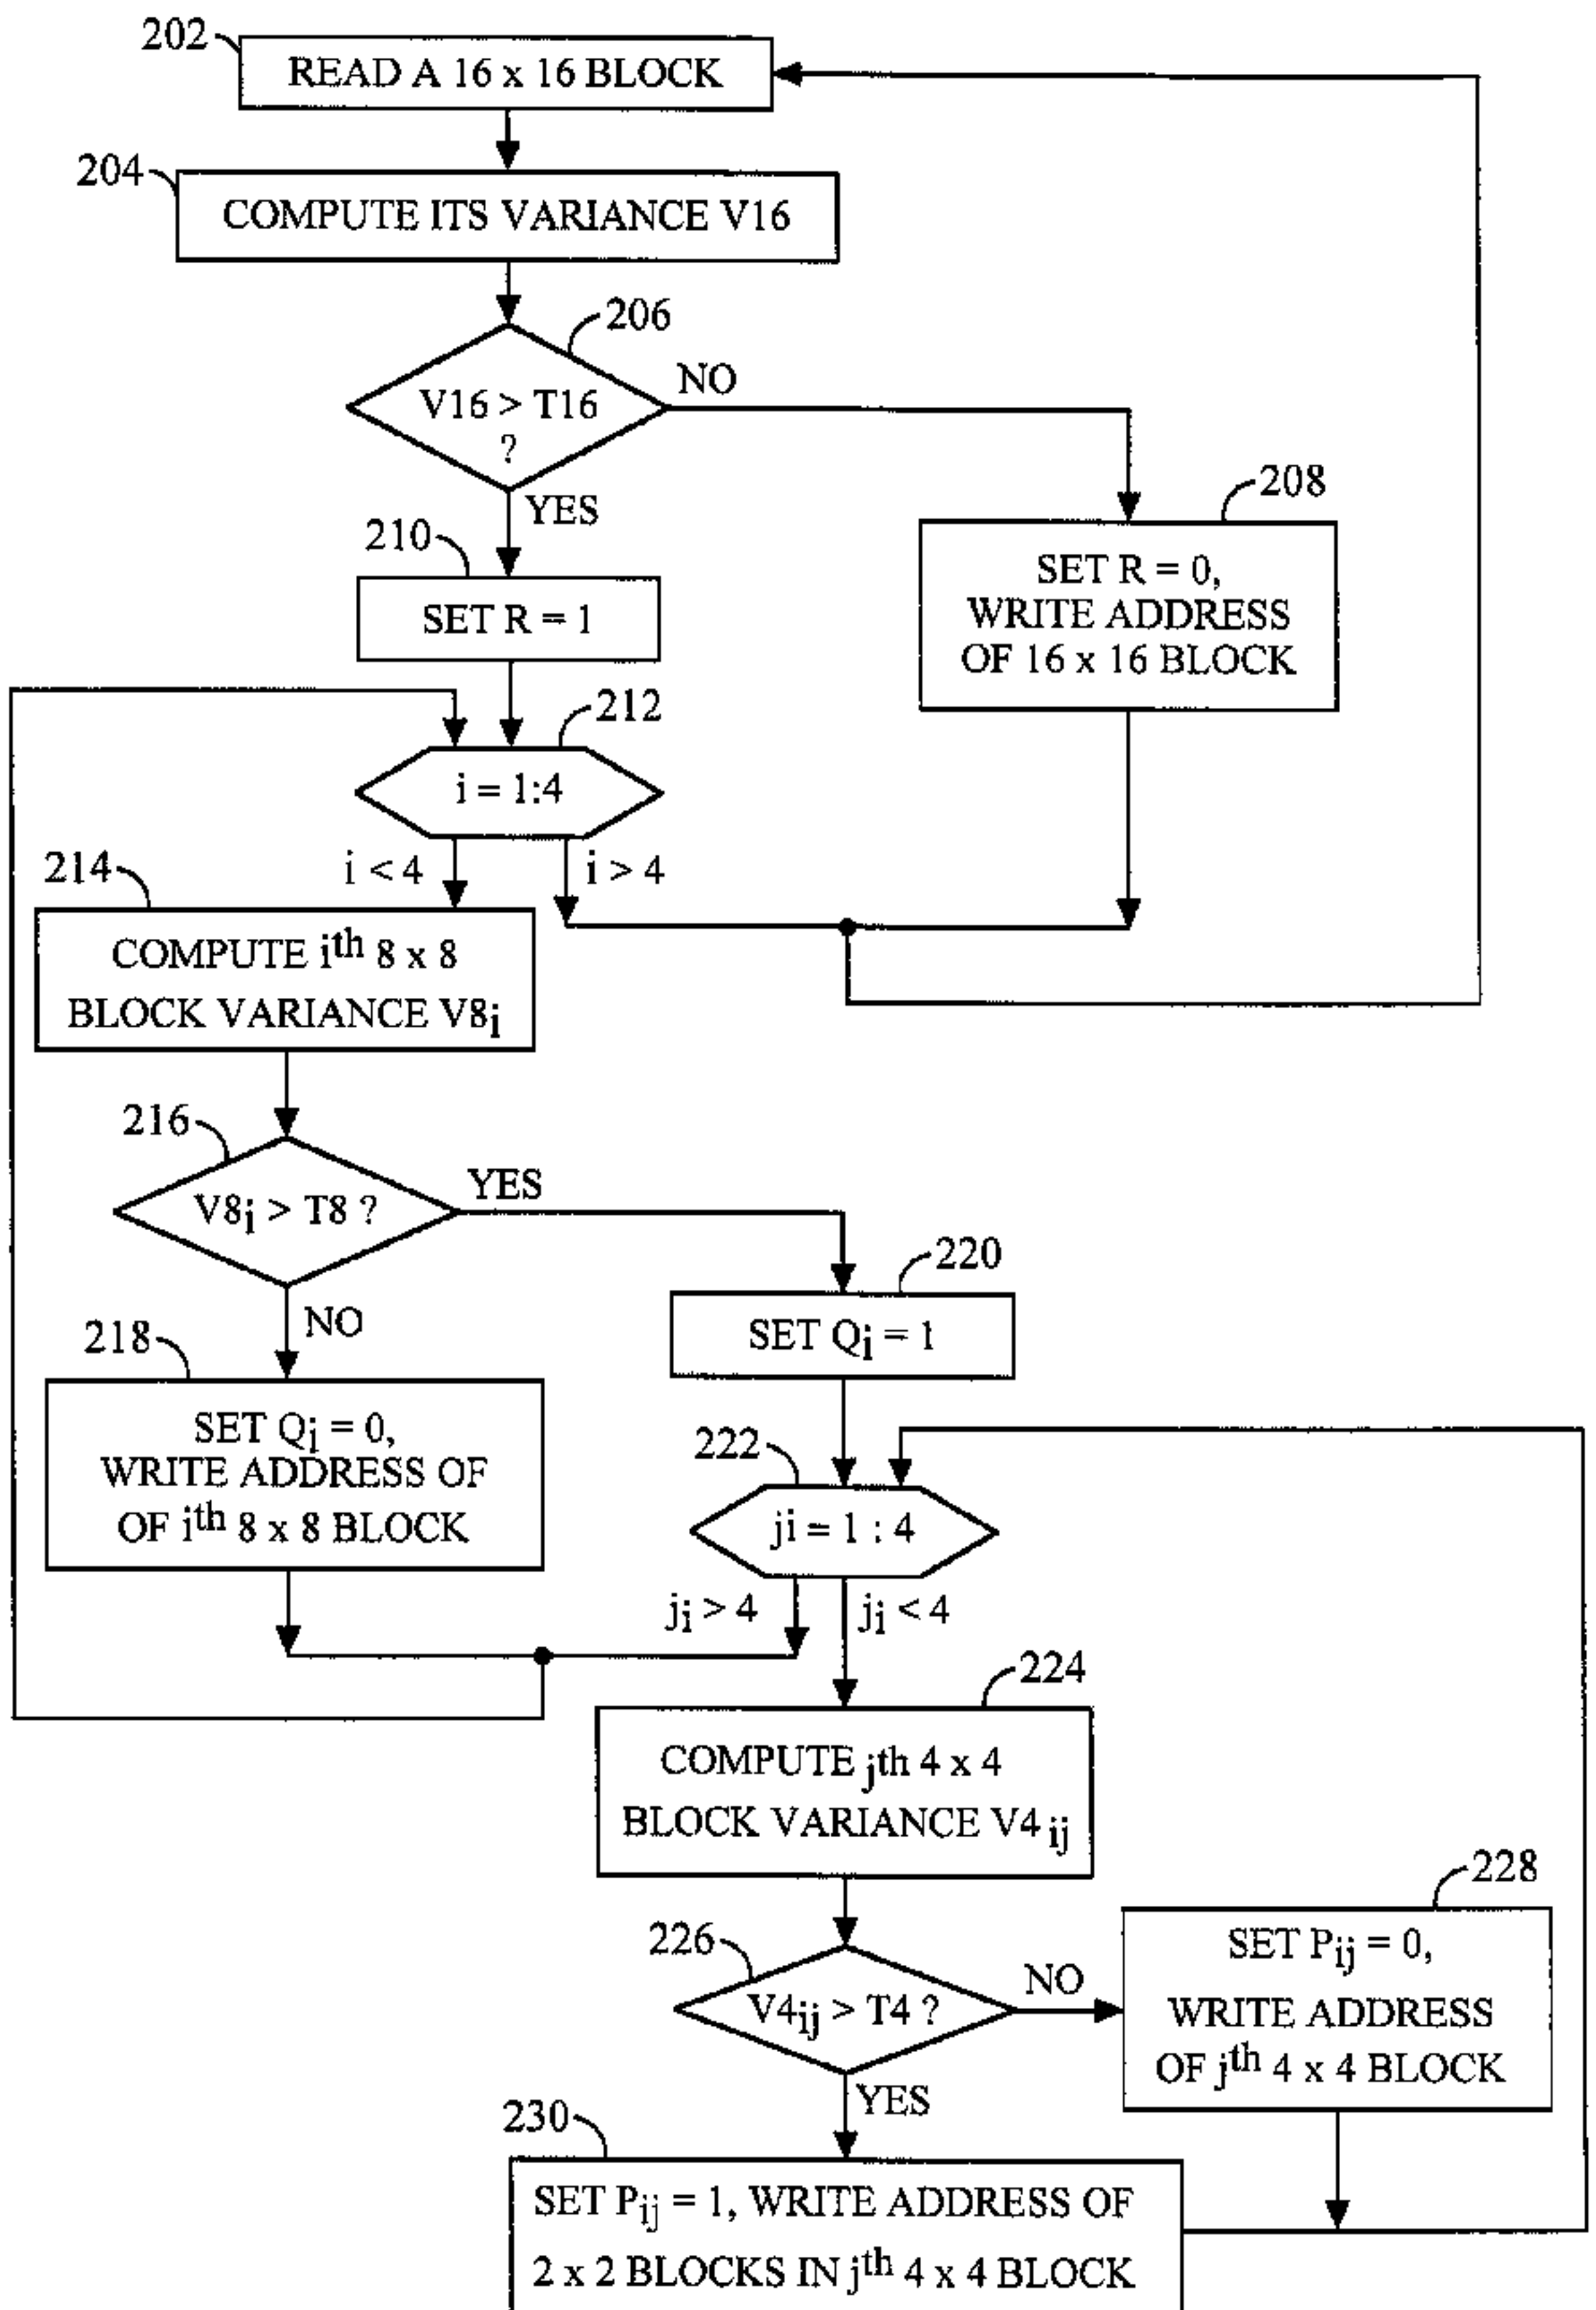 202
READ A 16 x 16 BLOCK
204
COMPUTE ITS VARIANCE V16
206
V16 > T16
?
NO
YES
208
SET R = 0,
WRITE ADDRESS
OF 16 x 16 BLOCK
210
SET R = 1
212
i = 1:4
i < 4
i > 4
214
COMPUTE ith 8 x 8
BLOCK VARIANCE V8i
216
V8i > T8 ?
YES
NO
218
SET Qi = 0,
WRITE ADDRESS OF
OF ith 8 x 8 BLOCK
220
SET Qi = 1
222
ji = 1 : 4
ji > 4
ji < 4
224
COMPUTE jth 4 x 4
BLOCK VARIANCE V4 ij
226
V4ij > T4 ?
NO
YES
228
SET Pij = 0,
WRITE ADDRESS
OF jth 4 x 4 BLOCK
230
SET Pij = 1, WRITE ADDRESS OF
2 x 2 BLOCKS IN jth 4 x 4 BLOCK